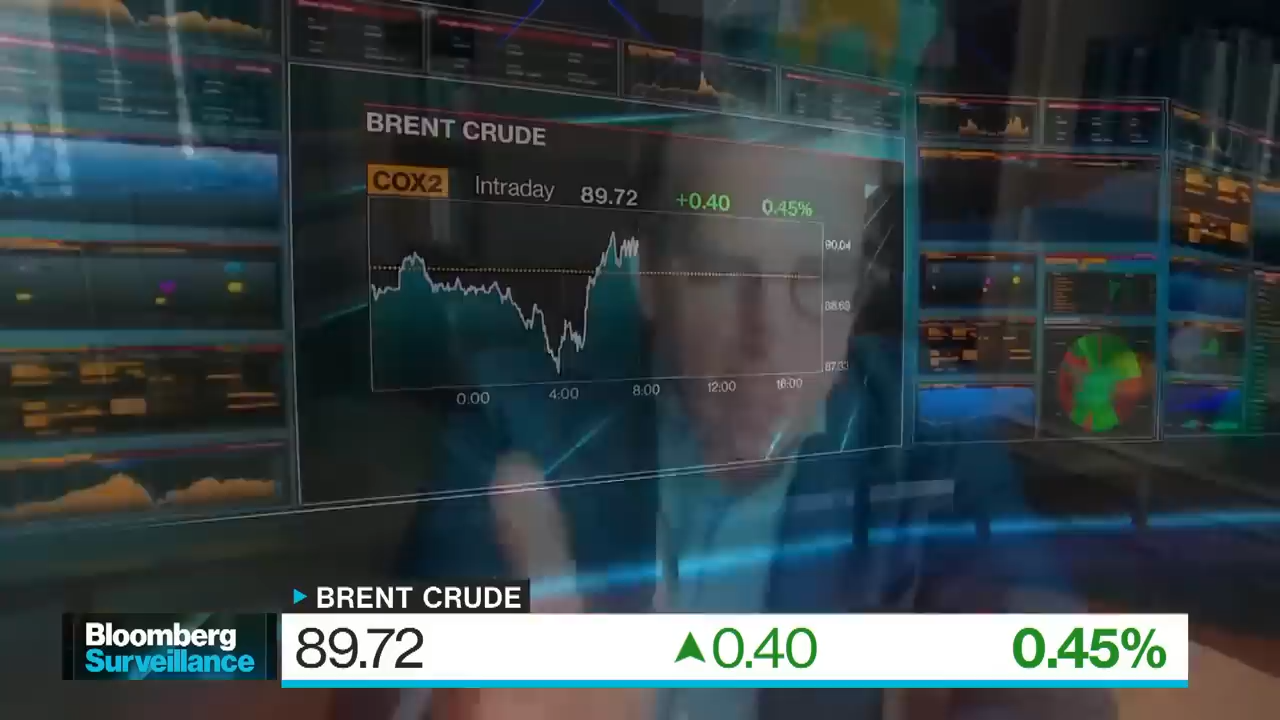 BRENT CRUDE
COX2 Intraday 89.72 +0.40 0.45%
90.04
88.69
87.33
0:00 4:00 8:00 12:00 16:00
BRENT CRUDE
Bloomberg
Surveillance
89.72 ▲0.40 0.45%